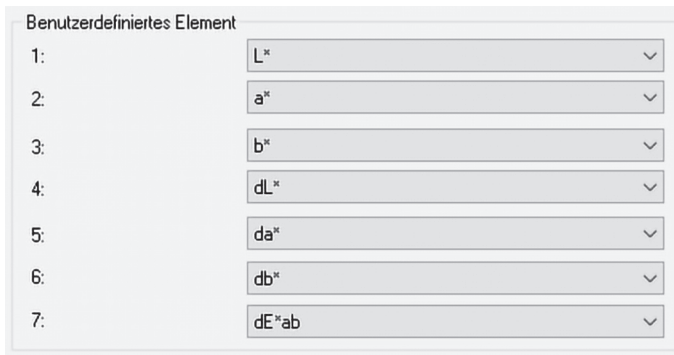 Benutzerdefiniertes Element
1: L*
2: a*
3: b*
4: dL*
5: da*
6: db*
7: dE*ab